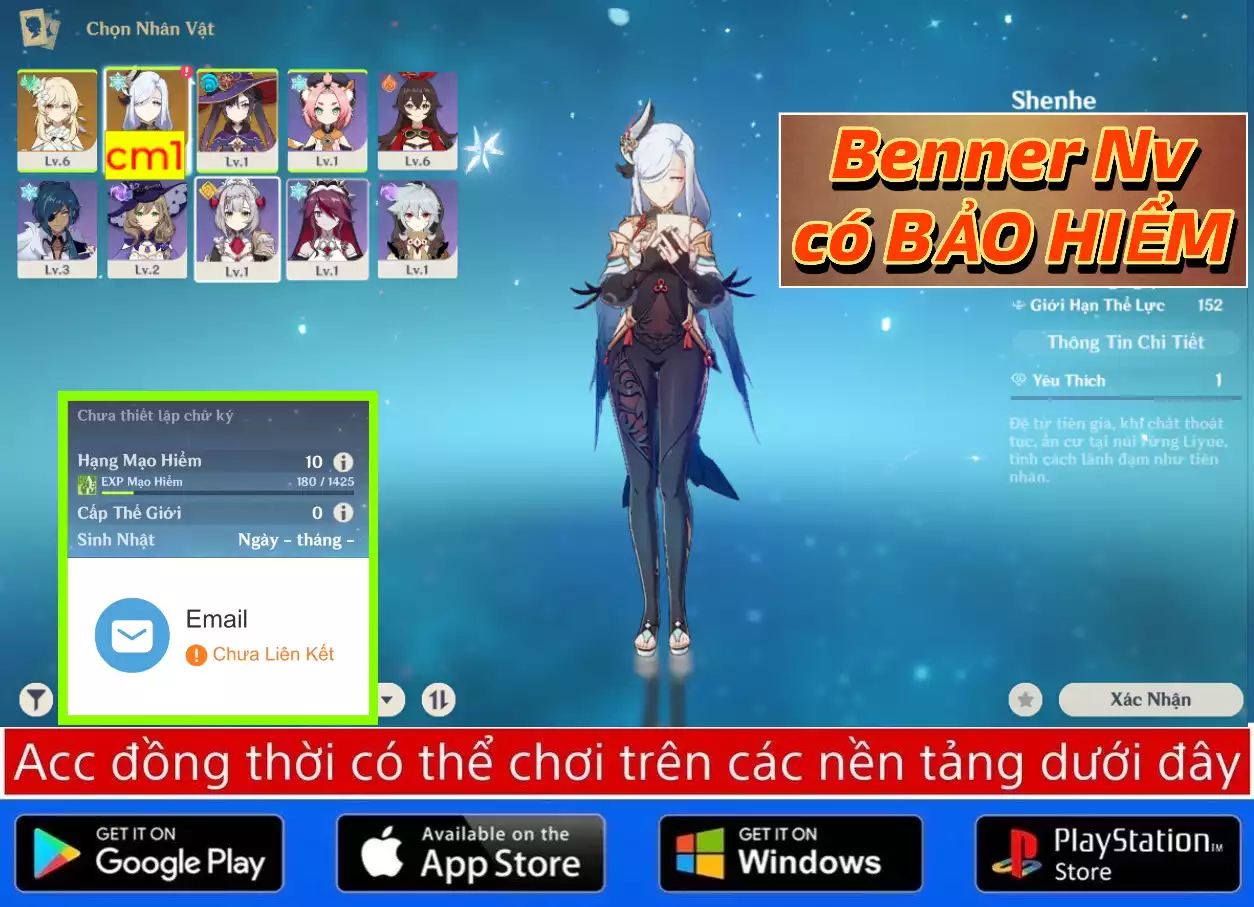 Chọn Nhân Vật
Lv.6
cm1
Lv.1
Lv.1
Lv.6
Lv.3
Lv.2
Lv.1
Lv.1
Lv.1
Shenhe
Benner Nv
có BẢO HIỂM
Giới Hạn Thể Lực 152
Thông Tin Chi Tiết
Yêu Thích 1
Đệ tử tiên gia, khí chất thoát
tục, ẩn cư tại núi rừng Liyue,
tính cách lãnh đạm như tiên
nhân.
Chưa thiết lập chữ ký
Hạng Mạo Hiểm 10
EXP Mạo Hiểm 180 / 1425
Cấp Thế Giới 0
Sinh Nhật Ngày - tháng -
Email
Chưa Liên Kết
Xác Nhận
Acc đồng thời có thể chơi trên các nền tảng dưới đây
GET IT ON
Google Play
Available on the
App Store
GET IT ON
Windows
PlayStation™
Store